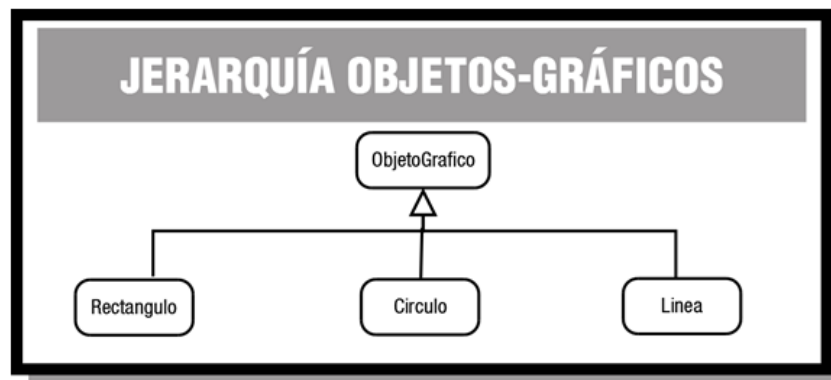 JERARQUÍA OBJETOS-GRÁFICOS
ObjetoGrafico
Rectangulo
Circulo
Linea